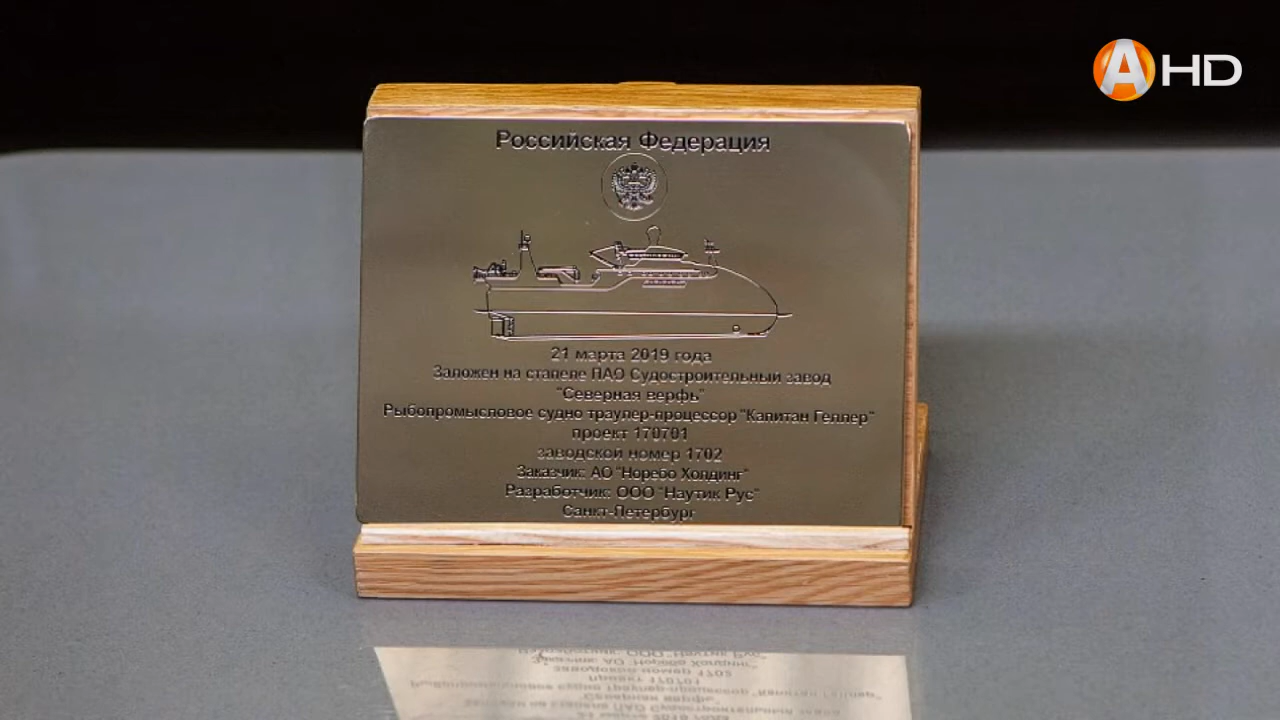 A HD
Российская Федерация
21 марта 2019 года
Заложен на стапеле ПАО Судостроительный завод
"Северная верфь"
Рыбопромысловое судно траулер-процессор "Капитан Геллер"
проект 170701
заводской номер 1702
Заказчик: АО "Норебо Холдинг"
Разработчик: ООО "Наутик Рус"
Санкт-Петербург